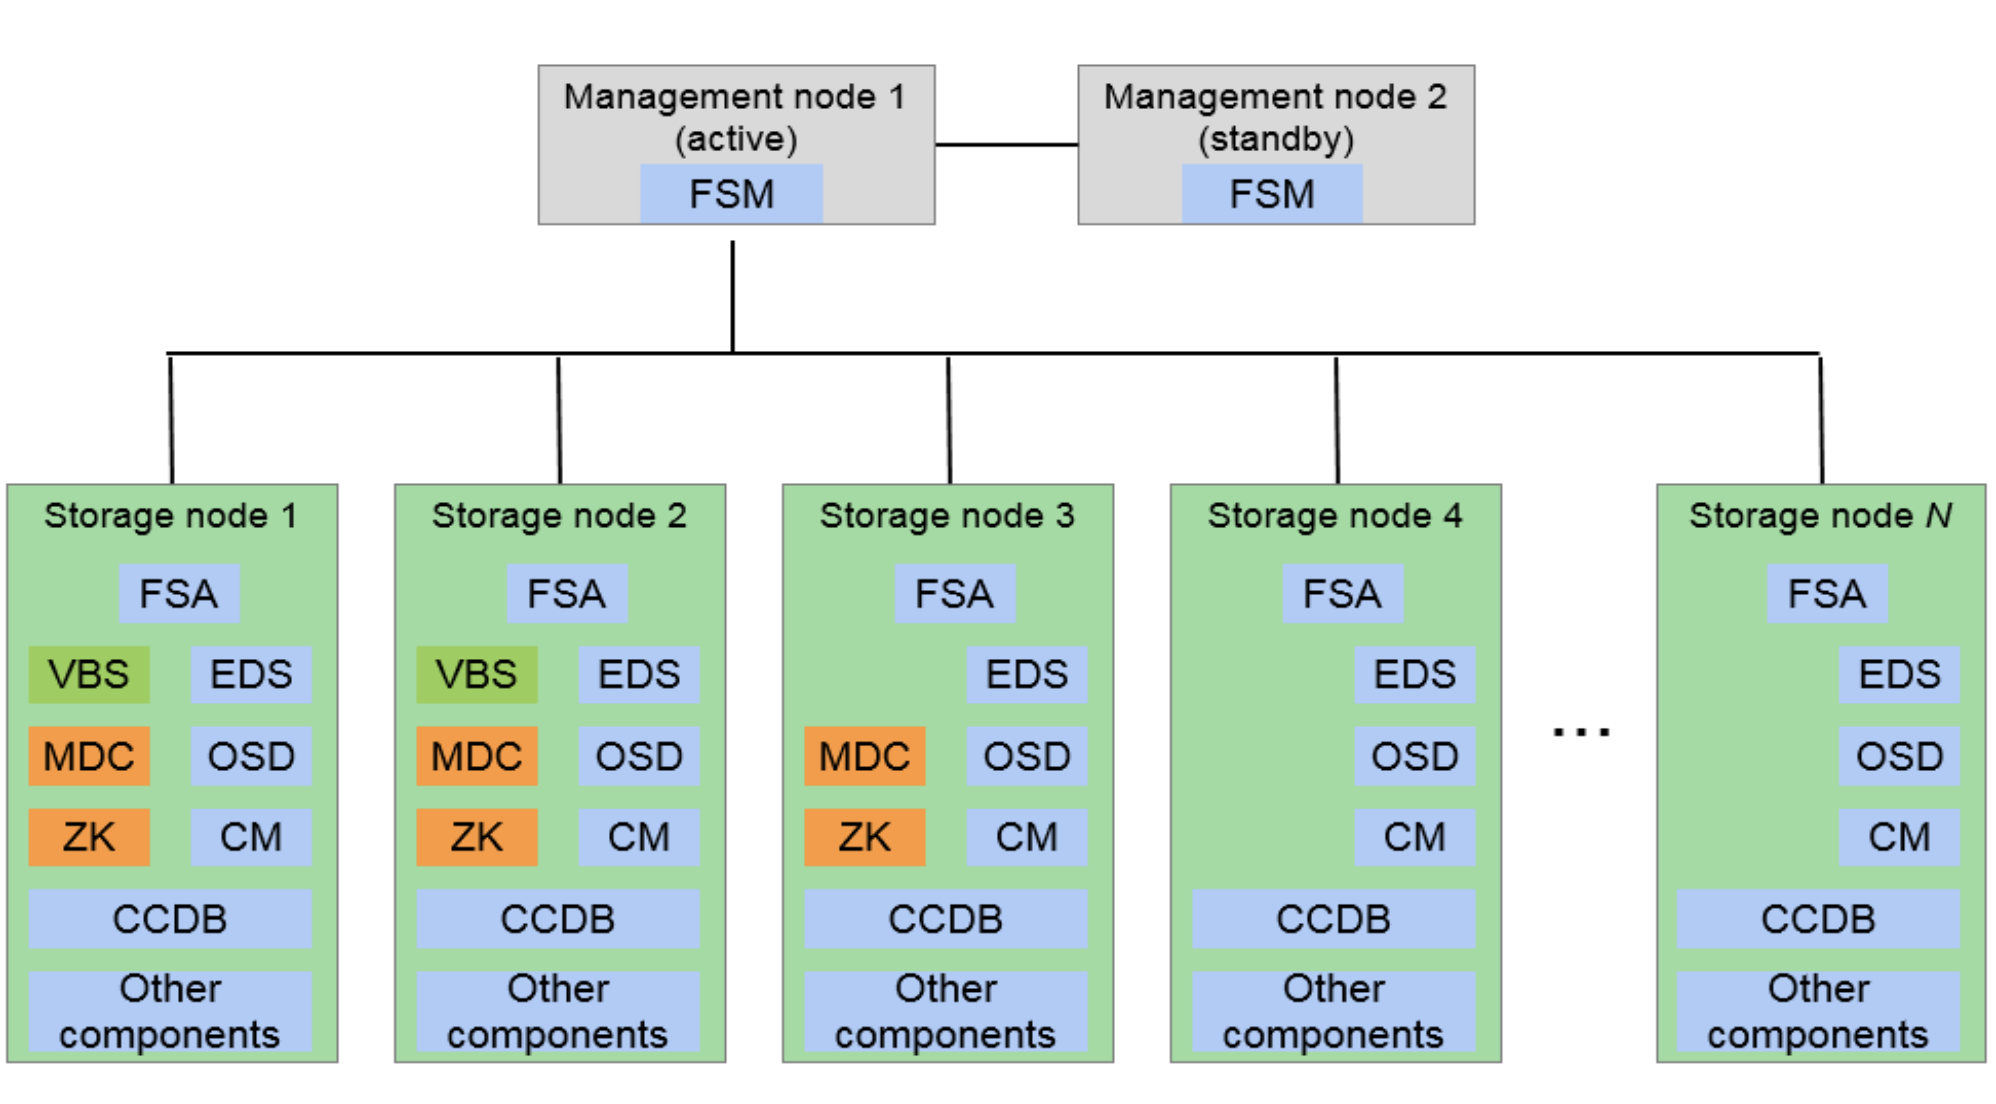 Management node 1
(active)
FSM
Management node 2
(standby)
FSM
Storage node 1
FSA
VBS
EDS
MDC
OSD
ZK
CM
CCDB
Other
components
Storage node 2
FSA
VBS
EDS
MDC
OSD
ZK
CM
CCDB
Other
components
Storage node 3
FSA
EDS
MDC
OSD
ZK
CM
CCDB
Other
components
Storage node 4
FSA
EDS
OSD
CM
CCDB
Other
components
...
Storage node N
FSA
EDS
OSD
CM
CCDB
Other
components